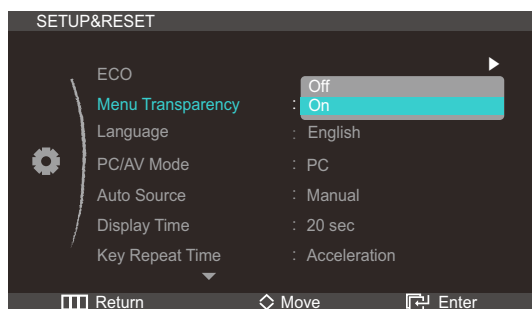 SETUP&RESET
ECO
Off
Menu Transparency : On
Language : English
PC/AV Mode : PC
Auto Source : Manual
Display Time : 20 sec
Key Repeat Time : Acceleration
Return Move Enter